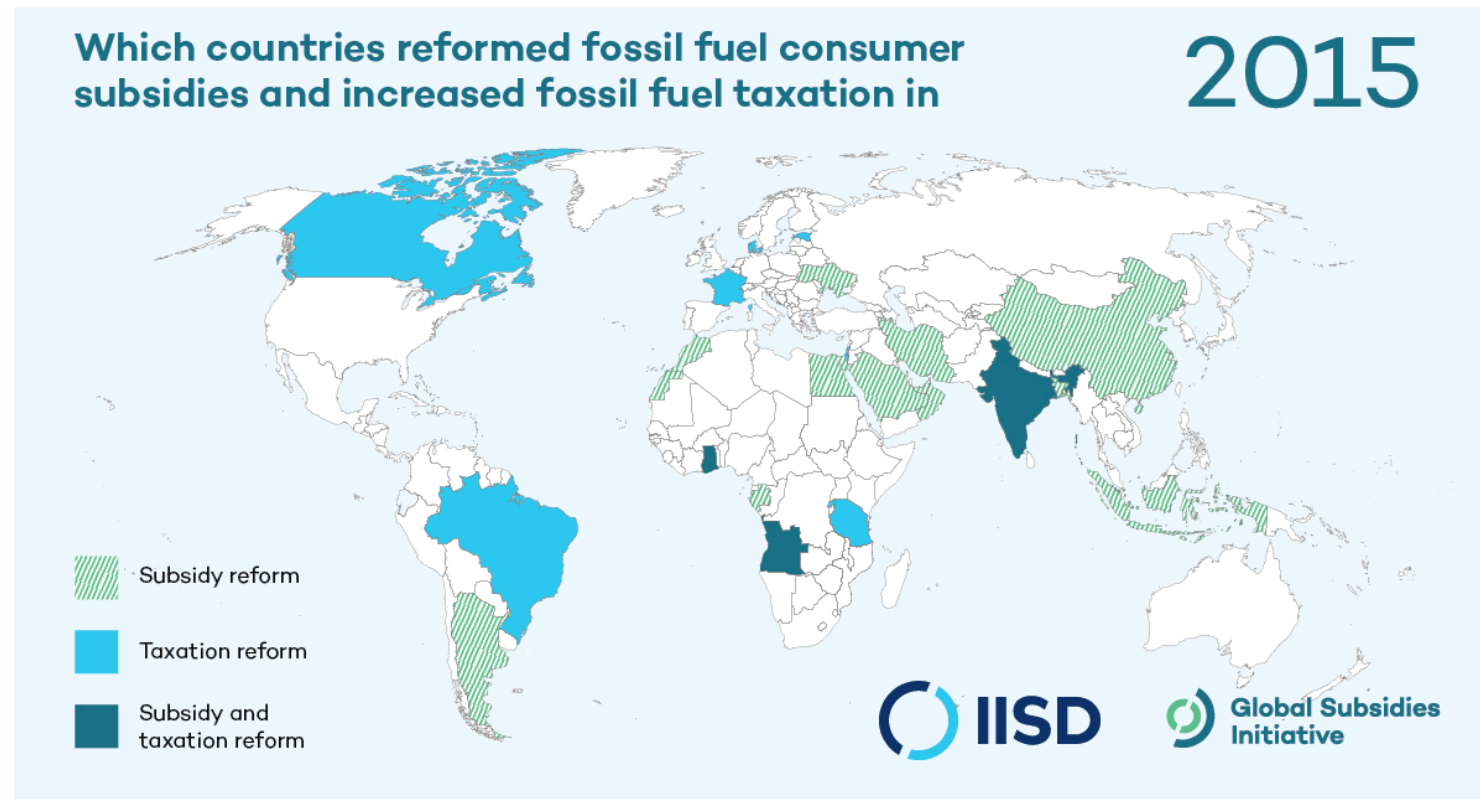 Which countries reformed fossil fuel consumer
subsidies and increased fossil fuel taxation in
2015
Subsidy reform
Taxation reform
Subsidy and
taxation reform
IISD
Global Subsidies
Initiative